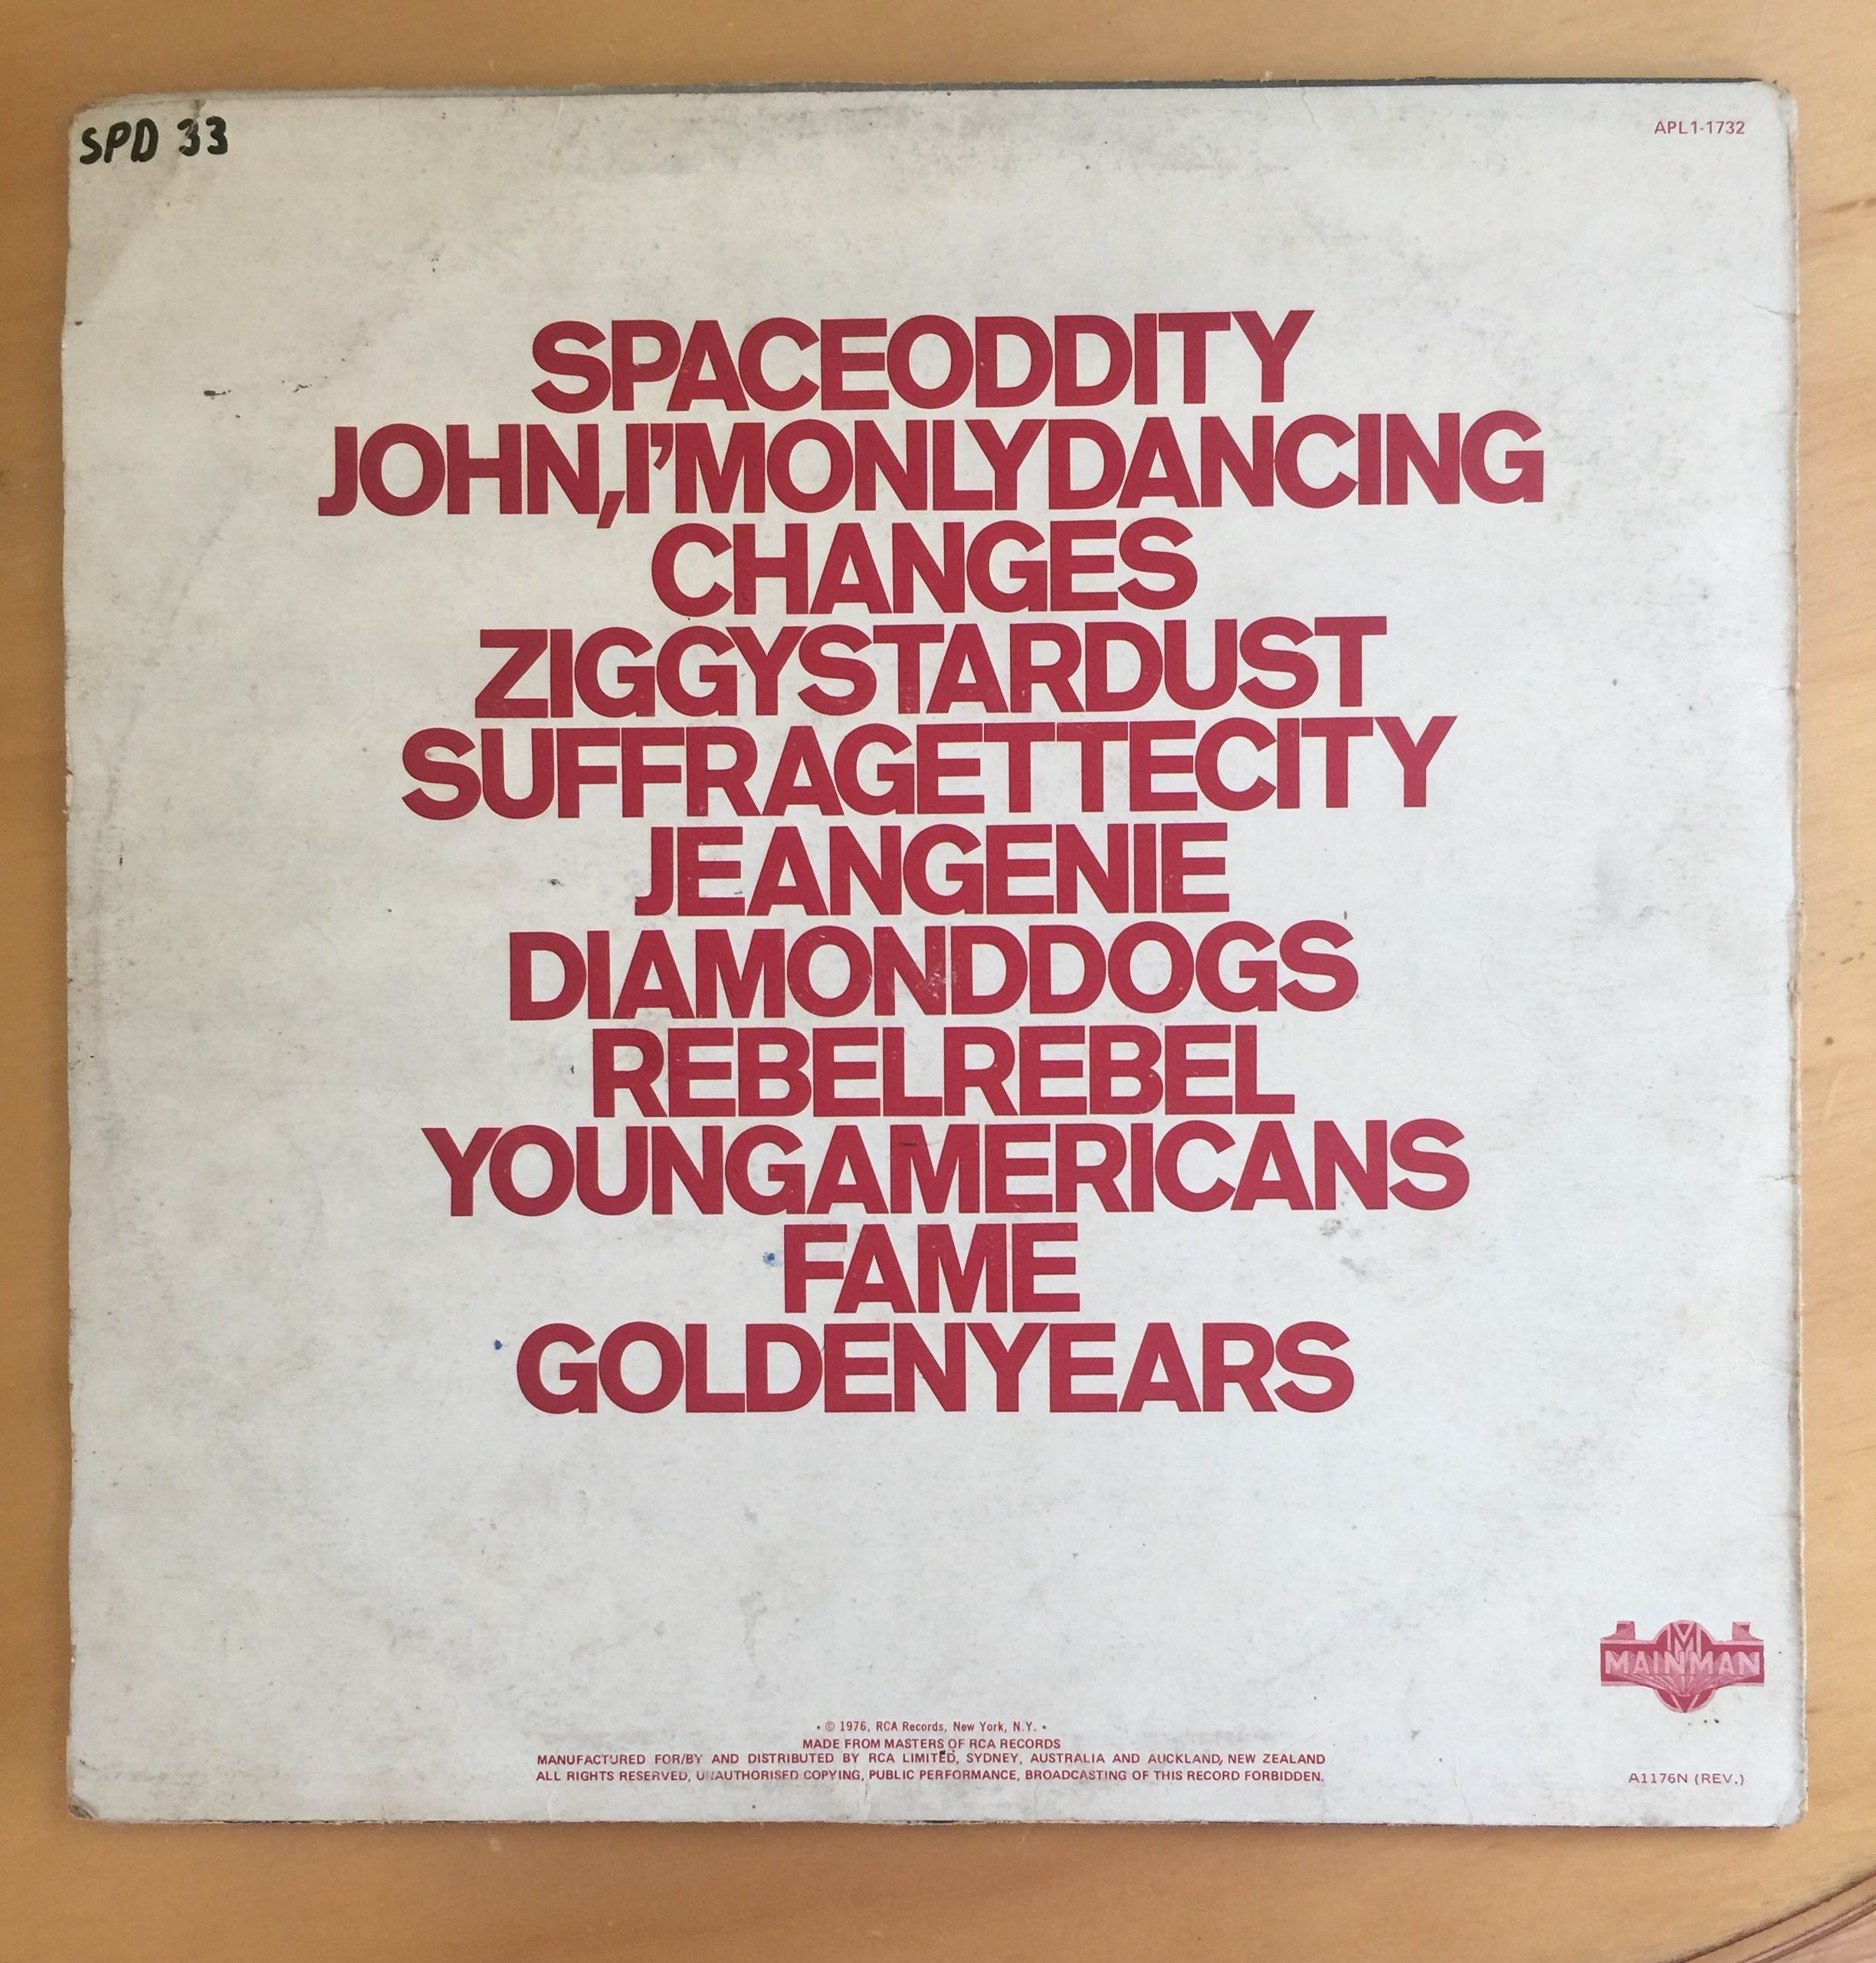 SPD 33
APL1-1732
SPACEODDITY
JOHN,I'MONLYDANCING
CHANGES
ZIGGYSTARDUST
SUFFRAGETTECITY
JEANGENIE
DIAMONDDOGS
REBELREBEL
YOUNGAMERICANS
FAME
GOLDENYEARS
M
MAINMAN
• © 1976, RCA Records, New York, N.Y. •
MADE FROM MASTERS OF RCA RECORDS
MANUFACTURED FOR/BY AND DISTRIBUTED BY RCA LIMITED, SYDNEY, AUSTRALIA AND AUCKLAND, NEW ZEALAND
ALL RIGHTS RESERVED, UNAUTHORISED COPYING, PUBLIC PERFORMANCE, BROADCASTING OF THIS RECORD FORBIDDEN.
A1176N (REV.)